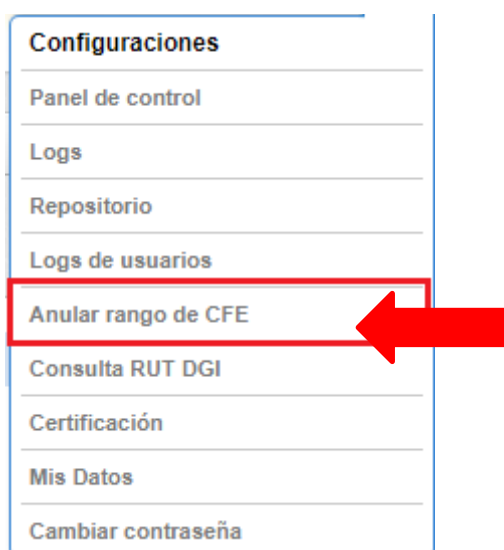 Configuraciones
Panel de control
Logs
Repositorio
Logs de usuarios
Anular rango de CFE
Consulta RUT DGI
Certificación
Mis Datos
Cambiar contraseña